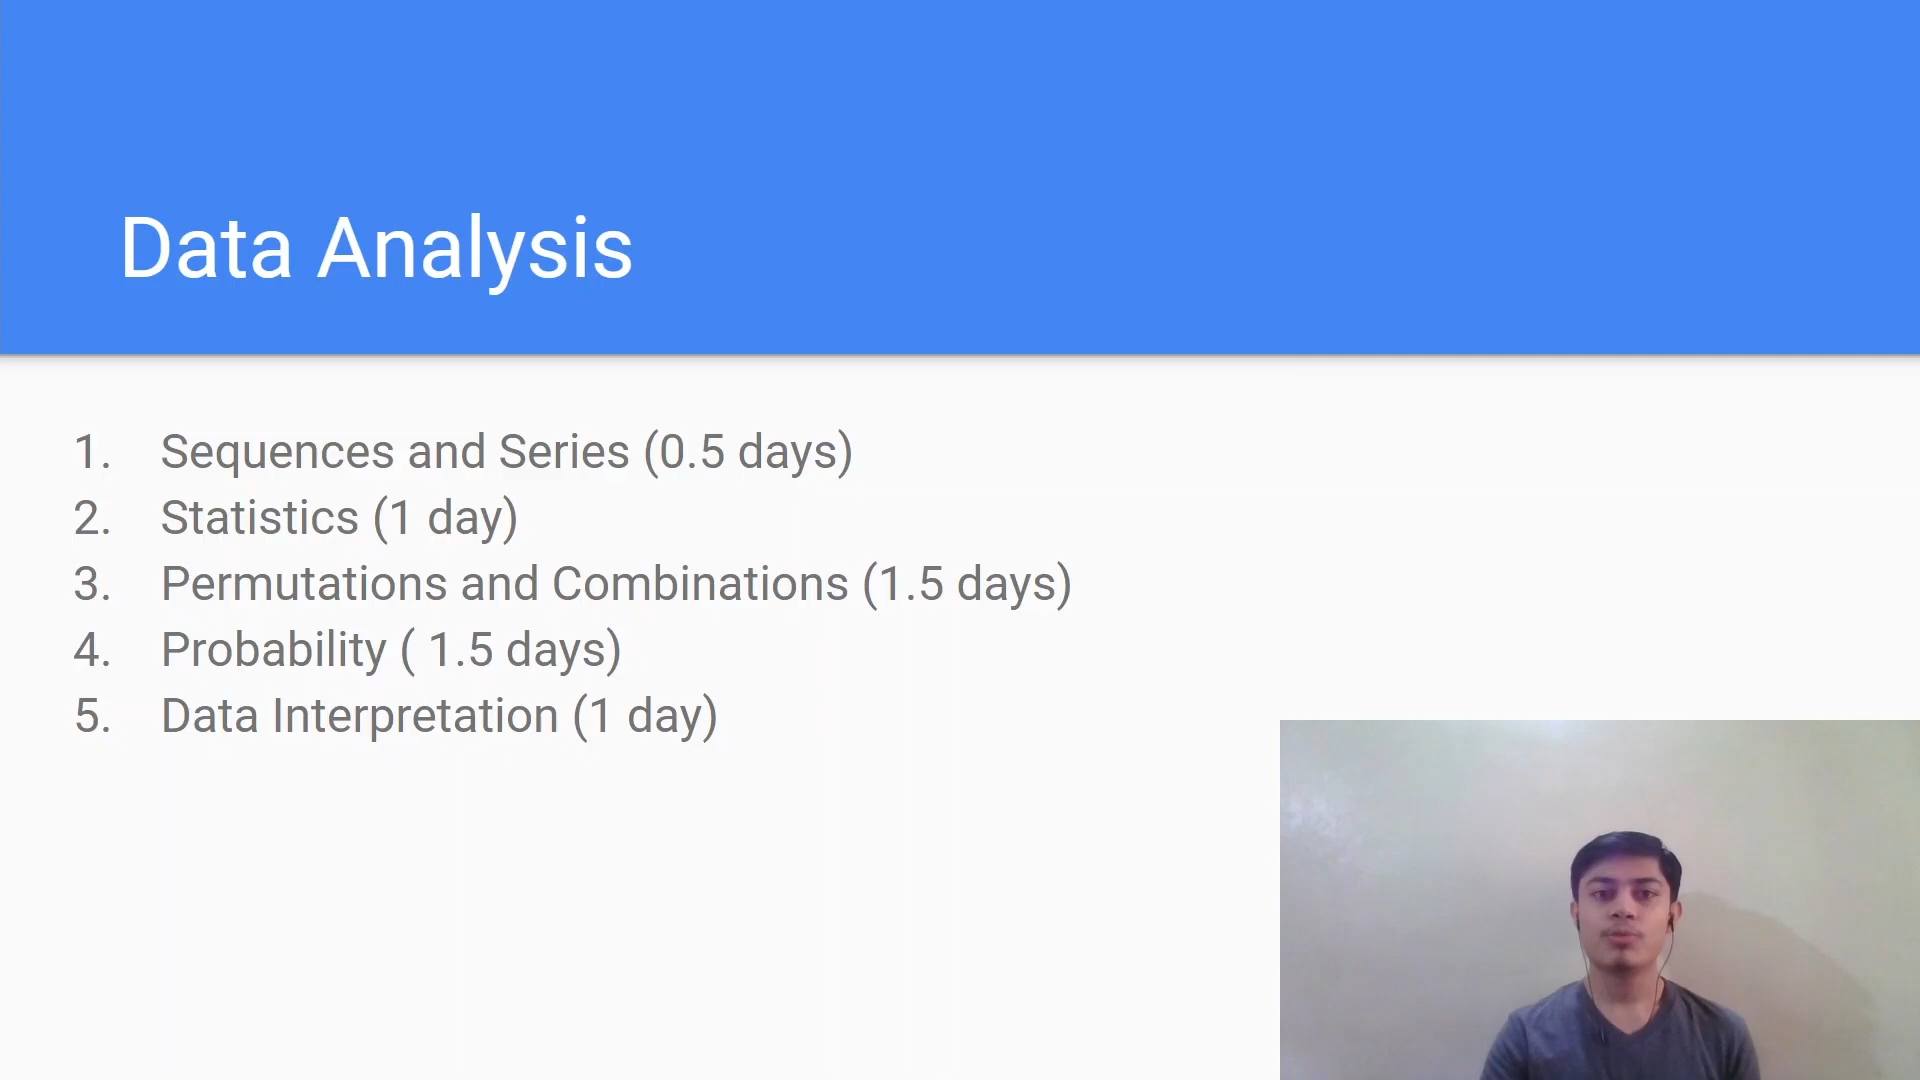 Data Analysis
1. Sequences and Series (0.5 days)
2. Statistics (1 day)
3. Permutations and Combinations (1.5 days)
4. Probability ( 1.5 days)
5. Data Interpretation (1 day)